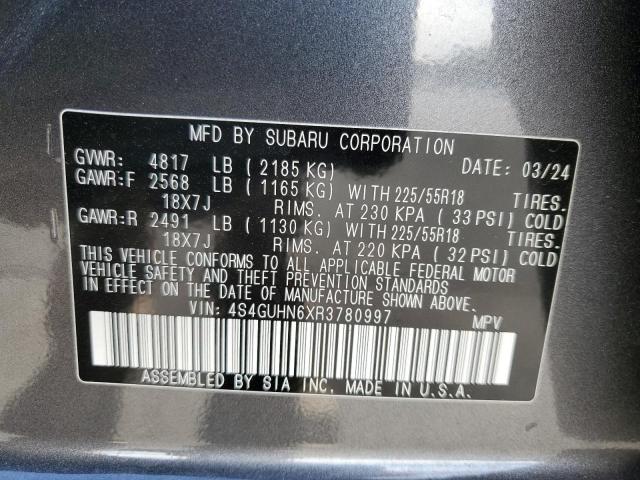 MFD BY SUBARU CORPORATION
GVWR: 4817 LB (2185 KG) DATE: 03/24
GAWR:F 2568 LB (1165 KG) WITH 225/55R18 TIRES.
18X7J RIMS. AT 230 KPA (33 PSI) COLD
GAWR:R 2491 LB (1130 KG) WITH 225/55R18 TIRES.
18X7J RIMS. AT 220 KPA (32 PSI) COLD
THIS VEHICLE CONFORMS TO ALL APPLICABLE FEDERAL MOTOR
VEHICLE SAFETY AND THEFT PREVENTION STANDARDS
IN EFFECT ON THE DATE OF MANUFACTURE SHOWN ABOVE.
VIN: 4S4GUHN6XR3780997 MPV
ASSEMBLED BY SIA INC. MADE IN U.S.A.